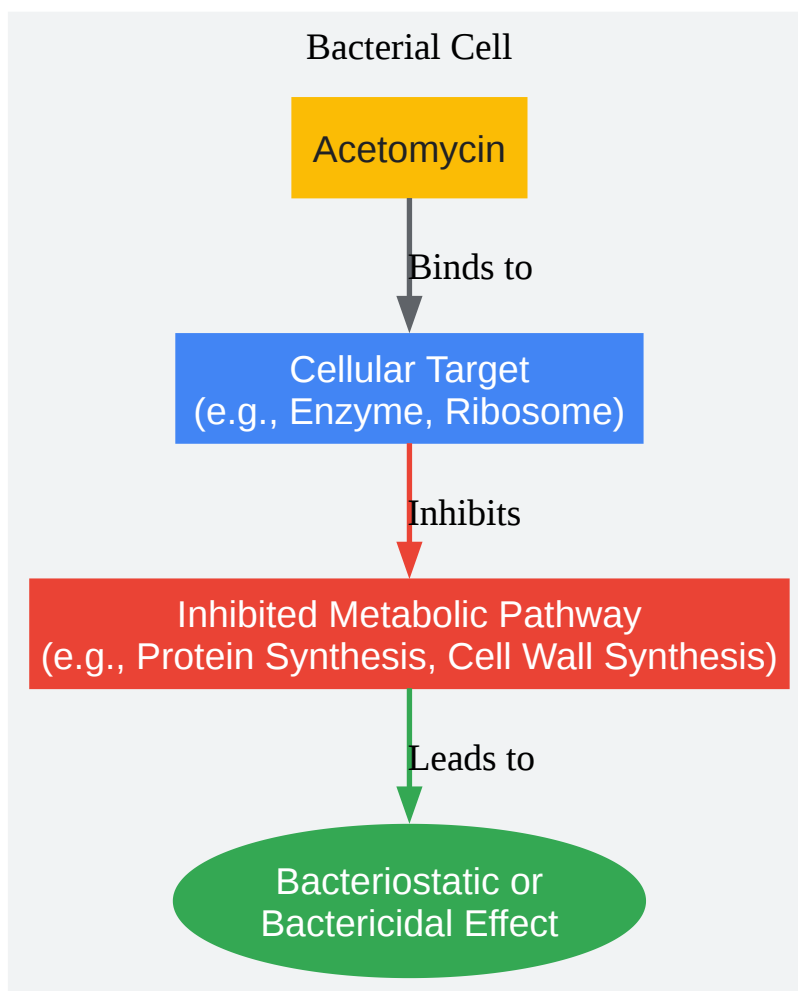 Bacterial Cell
Acetomycin
Binds to
Cellular Target
(e.g., Enzyme, Ribosome)
Inhibits
Inhibited Metabolic Pathway
(e.g., Protein Synthesis, Cell Wall Synthesis)
Leads to
Bacteriostatic or
Bactericidal Effect